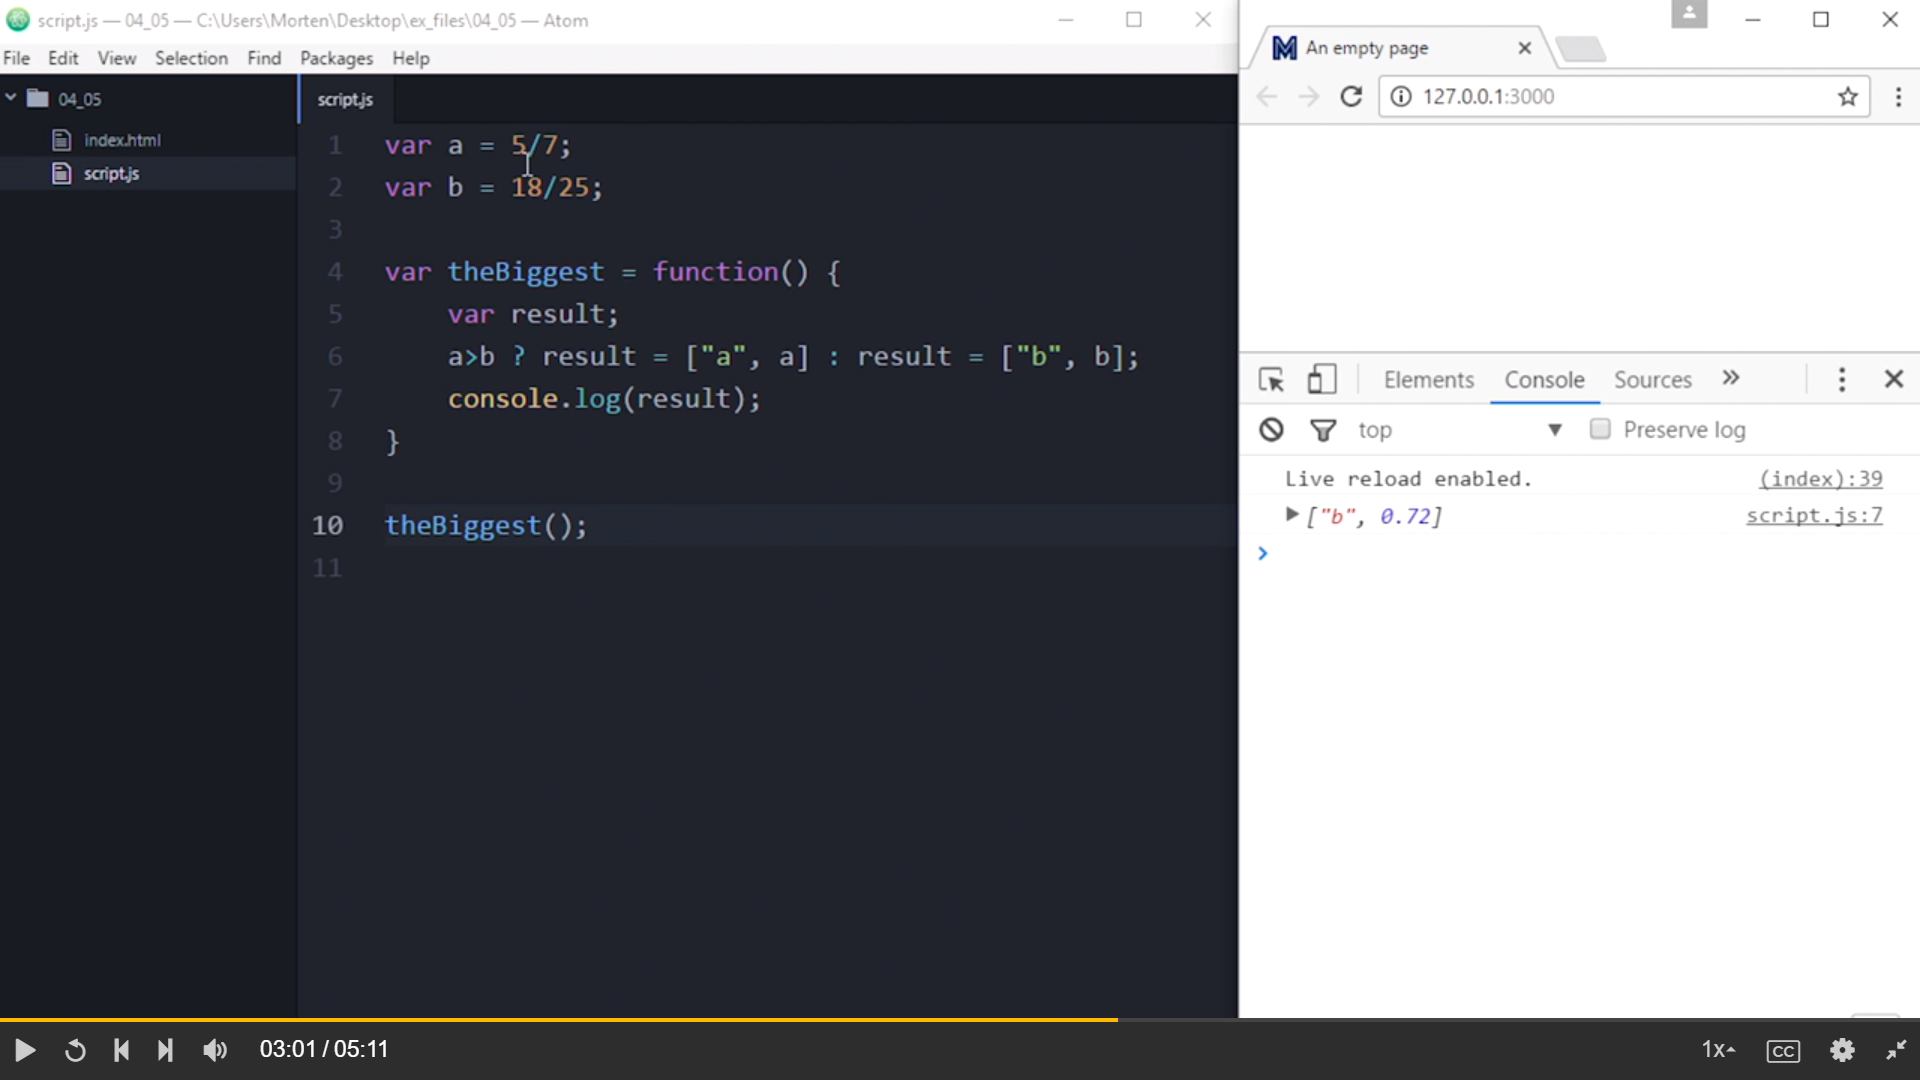 script.js — 04_05 — C:\Users\Morten\Desktop\ex_files\04_05 — Atom
File Edit View Selection Find Packages Help
04_05
index.html
script.js
script.js
1 var a = 5/7;
2 var b = 18/25;
3
4 var theBiggest = function() {
5     var result;
6     a>b ? result = ["a", a] : result = ["b", b];
7     console.log(result);
8 }
9
10 theBiggest();
11
An empty page
127.0.0.1:3000
Elements Console Sources »
top Preserve log
Live reload enabled. (index):39
["b", 0.72] script.js:7
03:01 / 05:11
1x CC